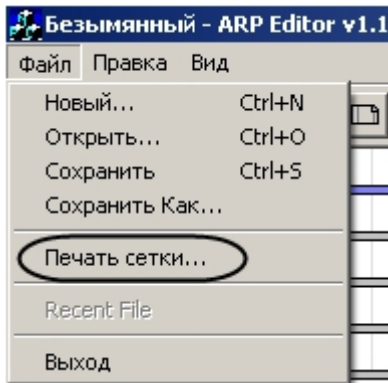 Безымянный - ARP Editor v1.1
Файл Правка Вид
Новый... Ctrl+N
Открыть... Ctrl+O
Сохранить Ctrl+S
Сохранить Как...
Печать сетки...
Recent File
Выход